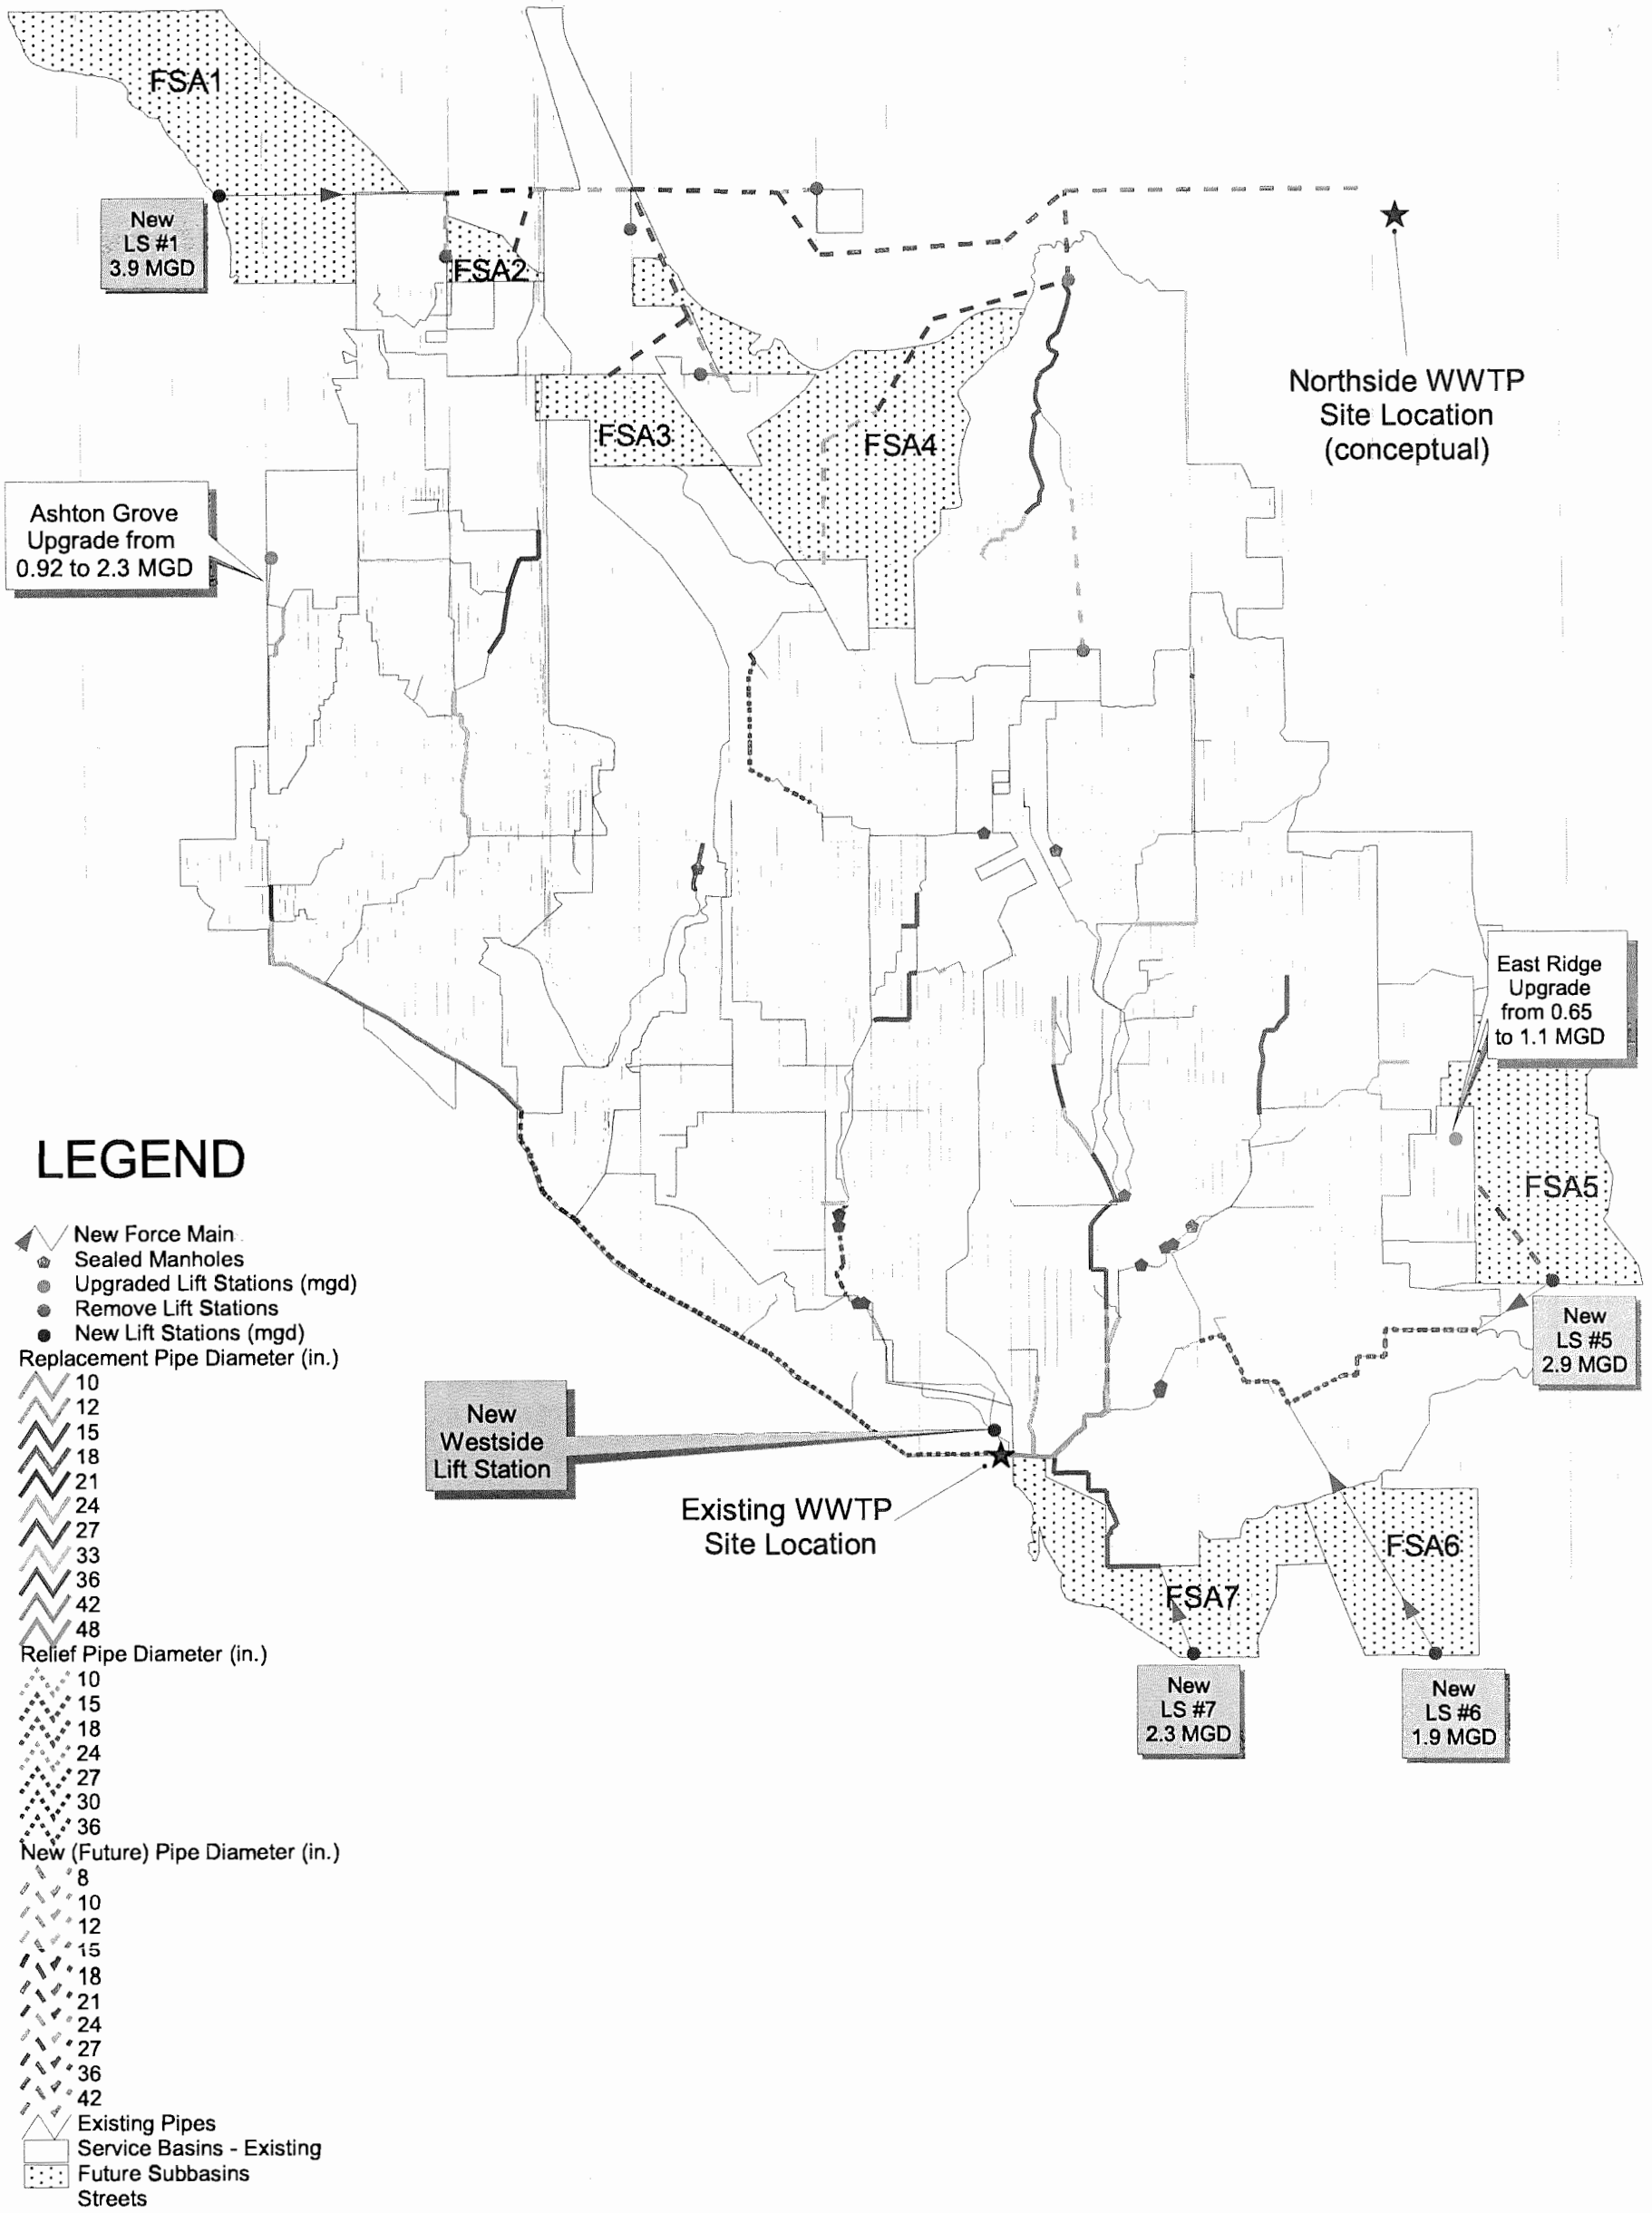 FSA1
New
LS #1
3.9 MGD
FSA2
Northside WWTP
Site Location
(conceptual)
FSA3
FSA4
Ashton Grove
Upgrade from
0.92 to 2.3 MGD
East Ridge
Upgrade
from 0.65
to 1.1 MGD
FSA5
New
LS #5
2.9 MGD
New
Westside
Lift Station
Existing WWTP
Site Location
FSA6
FSA7
New
LS #7
2.3 MGD
New
LS #6
1.9 MGD
LEGEND
New Force Main
Sealed Manholes
Upgraded Lift Stations (mgd)
Remove Lift Stations
New Lift Stations (mgd)
Replacement Pipe Diameter (in.)
10
12
15
18
21
24
27
33
36
42
48
Relief Pipe Diameter (in.)
10
15
18
24
27
30
36
New (Future) Pipe Diameter (in.)
8
10
12
15
18
21
24
27
36
42
Existing Pipes
Service Basins - Existing
Future Subbasins
Streets